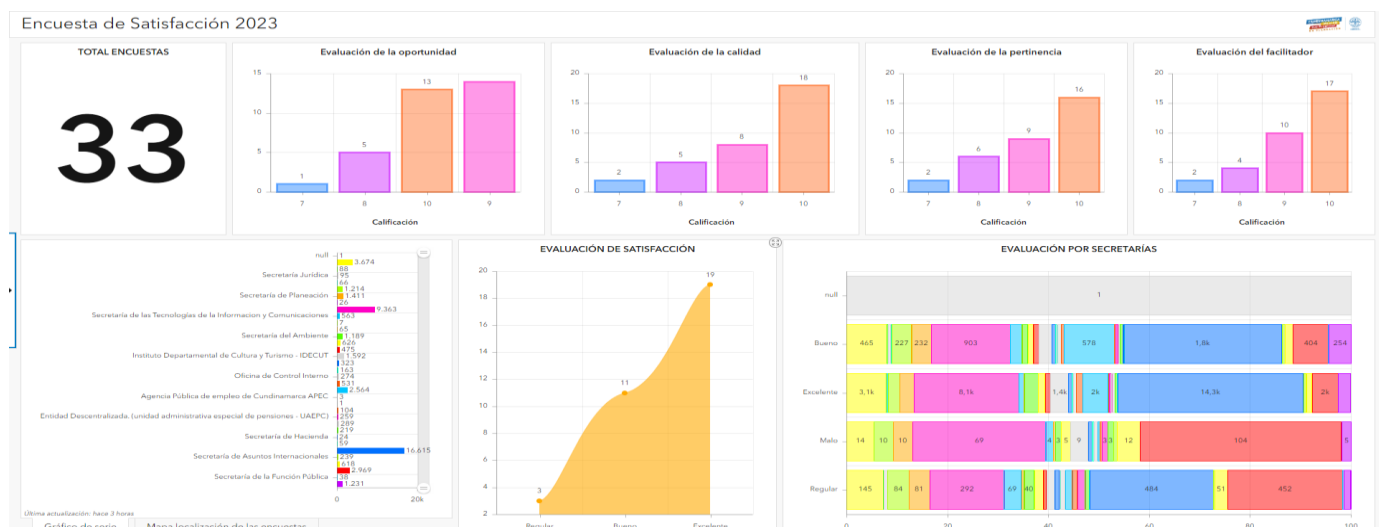 Encuesta de Satisfacción 2023
TOTAL ENCUESTAS
33
Evaluación de la oportunidad
15
10
5
0
1
5
13
7
8
10
9
Calificación
Evaluación de la calidad
20
15
10
5
0
2
5
8
18
7
8
9
10
Calificación
Evaluación de la pertinencia
20
15
10
5
0
2
6
9
16
7
8
9
10
Calificación
Evaluación del facilitador
20
15
10
5
0
2
4
10
17
7
8
9
10
Calificación
null 1
3.674
88
Secretaría Jurídica 95
66
1.214
Secretaría de Planeación 1.411
26
9.363
Secretaría de las Tecnologías de la Informacion y Comunicaciones 563
7
65
Secretaría del Ambiente 1.189
626
475
Instituto Departamental de Cultura y Turismo - IDECUT 1.592
323
163
Oficina de Control Interno 274
531
2.564
Agencia Pública de empleo de Cundinamarca APEC 3
1
104
Entidad Descentralizada. (unidad administrativa especial de pensiones - UAEPC) 259
289
219
Secretaría de Hacienda 24
59
16.615
Secretaría de Asuntos Internacionales 239
618
2.969
Secretaría de la Función Pública 38
1.231
0 20k
Última actualización: hace 3 horas
Gráfico de serie Mapa localización de las encuestas
EVALUACIÓN DE SATISFACCIÓN
20
18
16
14
12
10
8
6
4
2
3
11
19
Regular Bueno Excelente
EVALUACIÓN POR SECRETARÍAS
null 1
Bueno 465 227 232 903 578 1,8k 404 254
Excelente 3,1k 8,1k 1,4k 2k 14,3k 2k
Malo 14 10 10 69 4 3 5 9 3 3 12 104 5
Regular 145 84 81 292 69 40 484 51 452
0 20 40 60 80 100